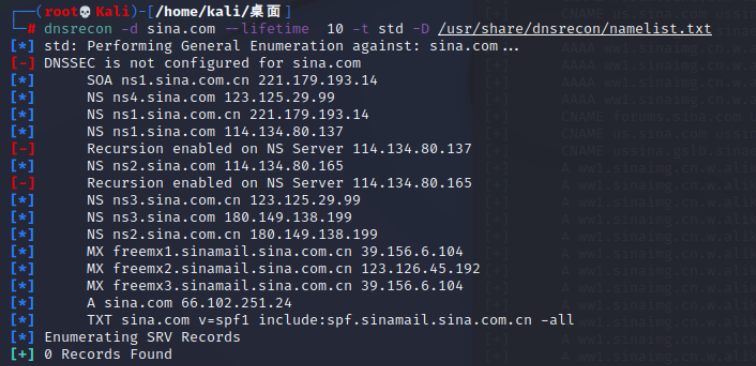 (root💀Kali)-[/home/kali/桌面]
# dnsrecon -d sina.com --lifetime 10 -t std -D /usr/share/dnsrecon/namelist.txt
[*] std: Performing General Enumeration against: sina.com...
[-] DNSSEC is not configured for sina.com
[*] SOA ns1.sina.com.cn 221.179.193.14
[*] NS ns4.sina.com 123.125.29.99
[*] NS ns1.sina.com.cn 221.179.193.14
[*] NS ns1.sina.com 114.134.80.137
[-] Recursion enabled on NS Server 114.134.80.137
[*] NS ns2.sina.com 114.134.80.165
[-] Recursion enabled on NS Server 114.134.80.165
[*] NS ns3.sina.com.cn 123.125.29.99
[*] NS ns3.sina.com 180.149.138.199
[*] NS ns2.sina.com.cn 180.149.138.199
[*] MX freemx1.sinamail.sina.com.cn 39.156.6.104
[*] MX freemx2.sinamail.sina.com.cn 123.126.45.192
[*] MX freemx3.sinamail.sina.com.cn 39.156.6.104
[*] A sina.com 66.102.251.24
[*] TXT sina.com v=spf1 include:spf.sinamail.sina.com.cn -all
[*] Enumerating SRV Records
[+] 0 Records Found